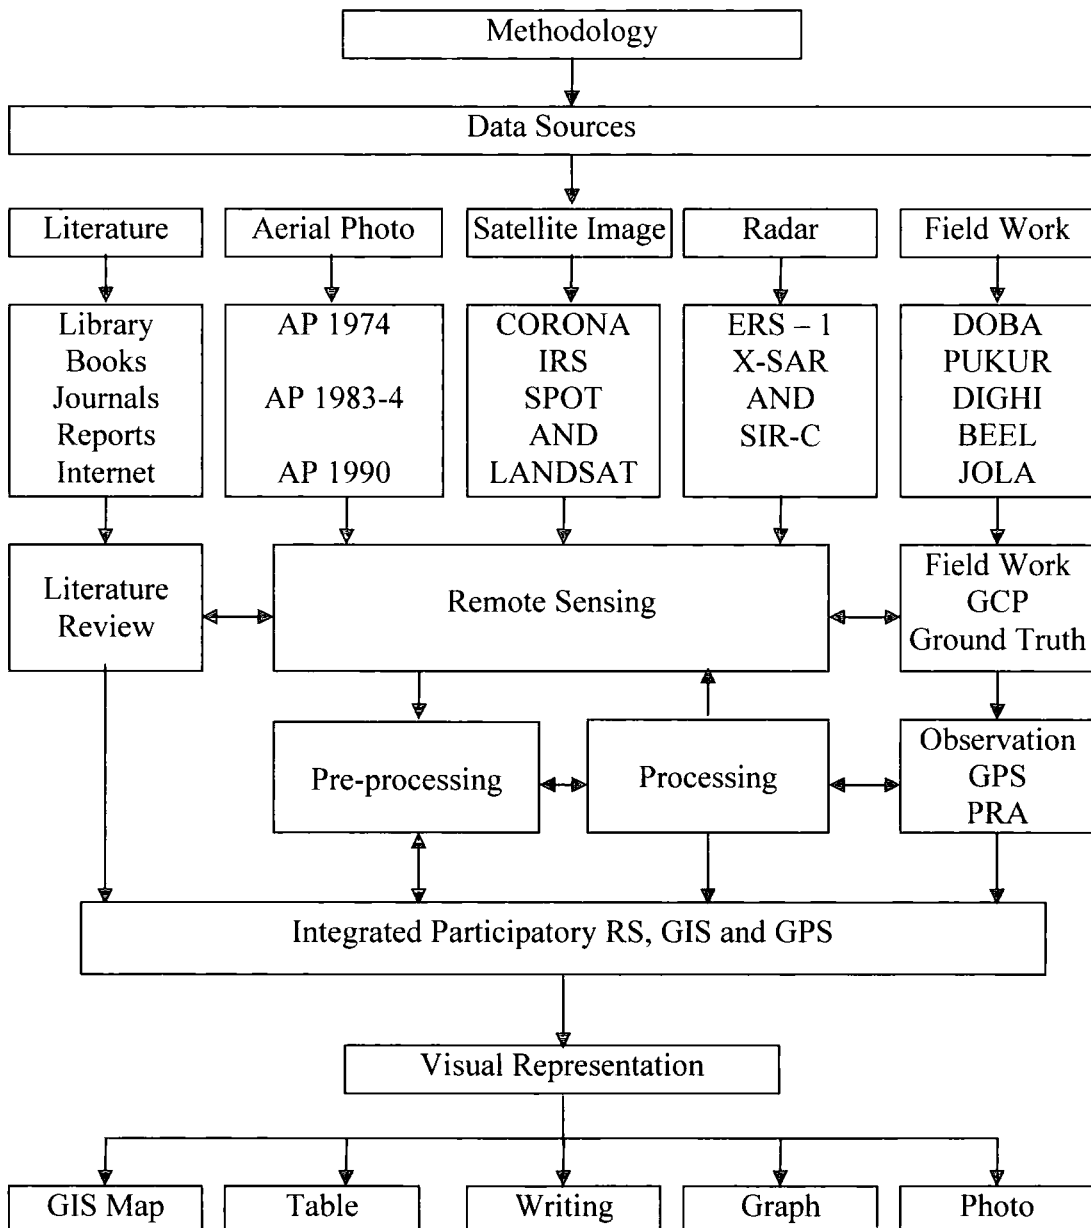 Methodology
Data Sources
Literature
Aerial Photo
Satellite Image
Radar
Field Work
Library
Books
Journals
Reports
Internet
AP 1974
AP 1983-4
AP 1990
CORONA
IRS
SPOT
AND
LANDSAT
ERS – 1
X-SAR
AND
SIR-C
DOBA
PUKUR
DIGHI
BEEL
JOLA
Literature
Review
Remote Sensing
Field Work
GCP
Ground Truth
Pre-processing
Processing
Observation
GPS
PRA
Integrated Participatory RS, GIS and GPS
Visual Representation
GIS Map
Table
Writing
Graph
Photo